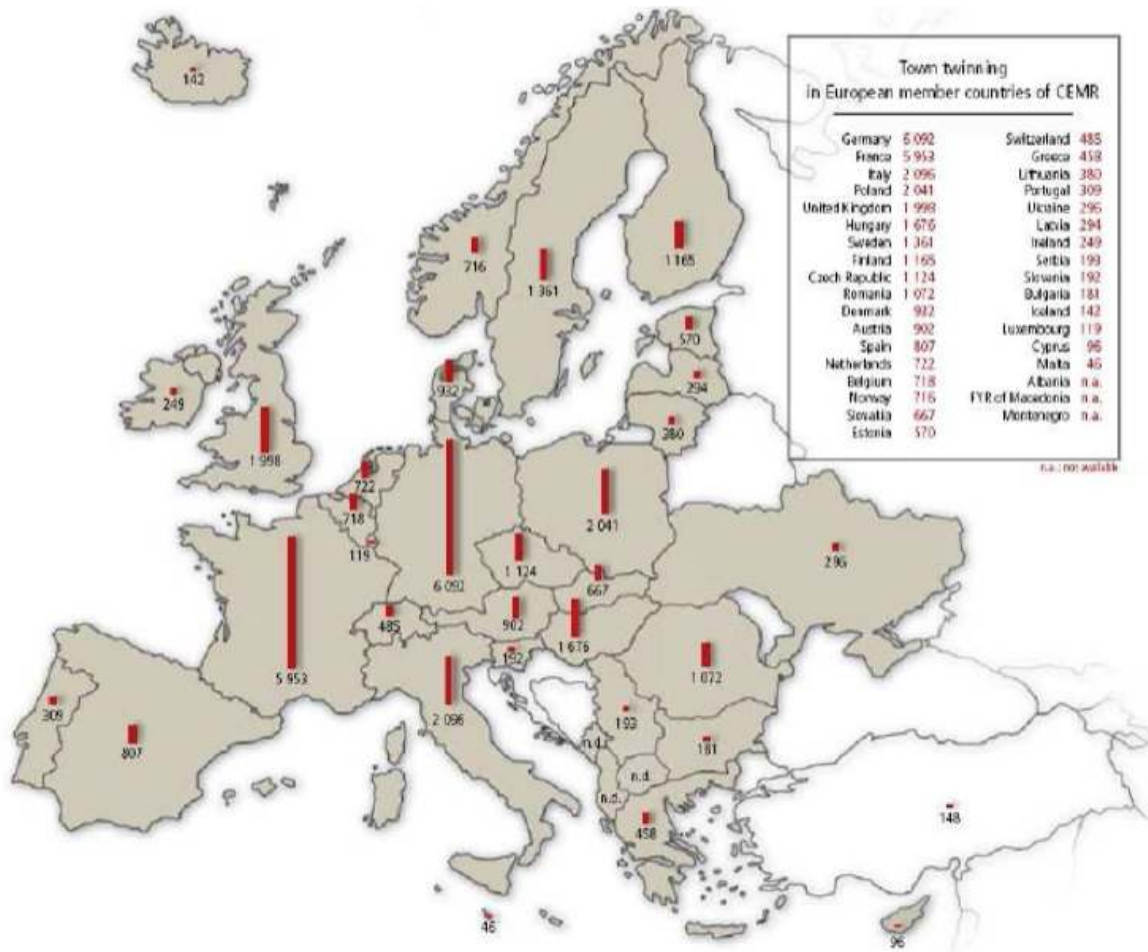 142
Town twinning
in European member countries of CEMR
Germany 6 092
France 5 953
Italy 2 096
Poland 2 041
United Kingdom 1 998
Hungary 1 676
Sweden 1 361
Finland 1 165
Czech Republic 1 124
Romania 1 072
Denmark 932
Austria 902
Spain 807
Netherlands 722
Belgium 718
Norway 716
Slovakia 667
Estonia 570
Switzerland 485
Greece 458
Lithuania 380
Portugal 309
Ukraine 296
Latvia 294
Ireland 249
Serbia 193
Slovenia 192
Bulgaria 181
Iceland 142
Luxembourg 119
Cyprus 96
Malta 46
Albania n.a.
FYR of Macedonia n.a.
Montenegro n.a.
n.a.: not available
716
1 361
1 165
570
294
380
932
249
1 998
722
718
119
6 092
2 041
1 124
667
296
485
902
1 676
192
5 953
2 096
1 072
309
807
193
181
n.d.
n.d.
n.d.
458
148
46
96